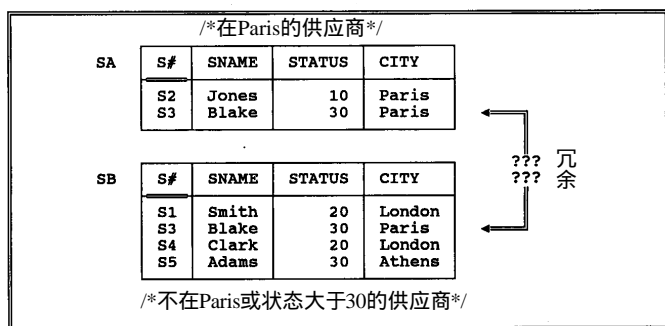 /*在Paris的供应商*/
SA S# SNAME STATUS CITY
S2 Jones 10 Paris
S3 Blake 30 Paris
??? 冗
??? 余
SB S# SNAME STATUS CITY
S1 Smith 20 London
S3 Blake 30 Paris
S4 Clark 20 London
S5 Adams 30 Athens
/*不在Paris或状态大于30的供应商*/